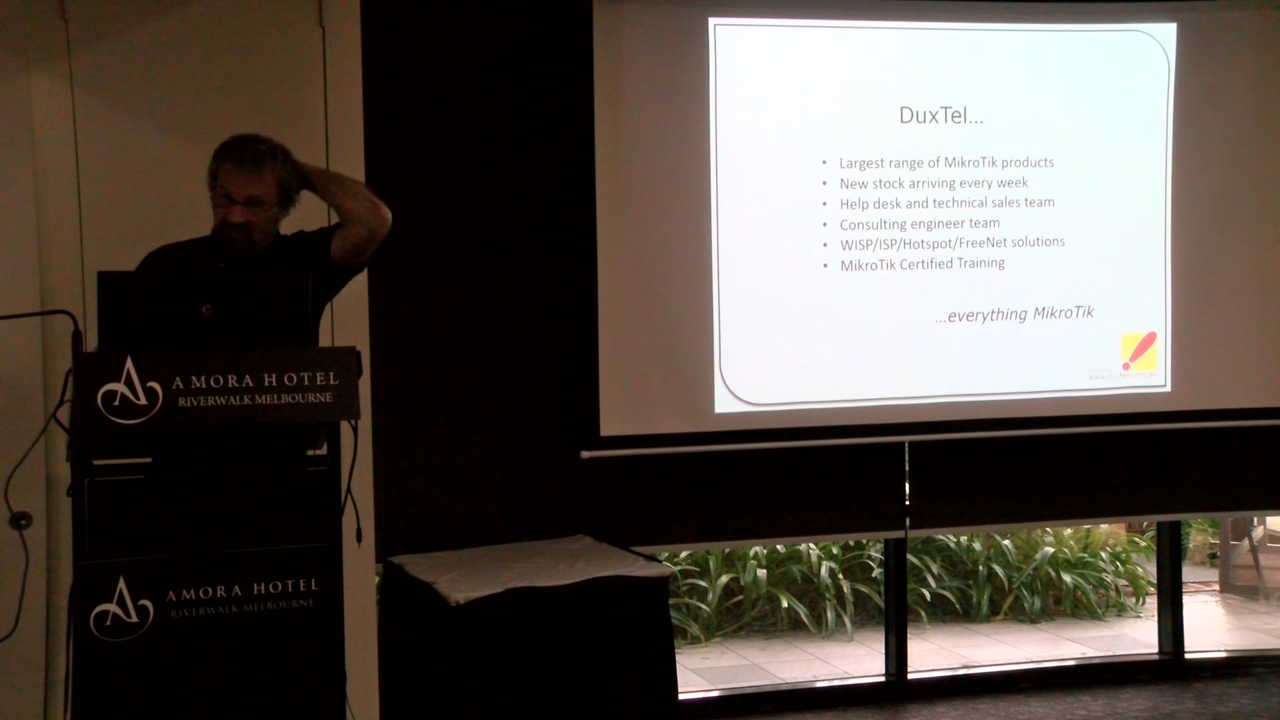 DuxTel...
• Largest range of MikroTik products
• New stock arriving every week
• Help desk and technical sales team
• Consulting engineer team
• WISP/ISP/Hotspot/FreeNet solutions
• MikroTik Certified Training
...everything MikroTik
AMORA HOTEL
RIVERWALK MELBOURNE
AMORA HOTEL
RIVERWALK MELBOURNE